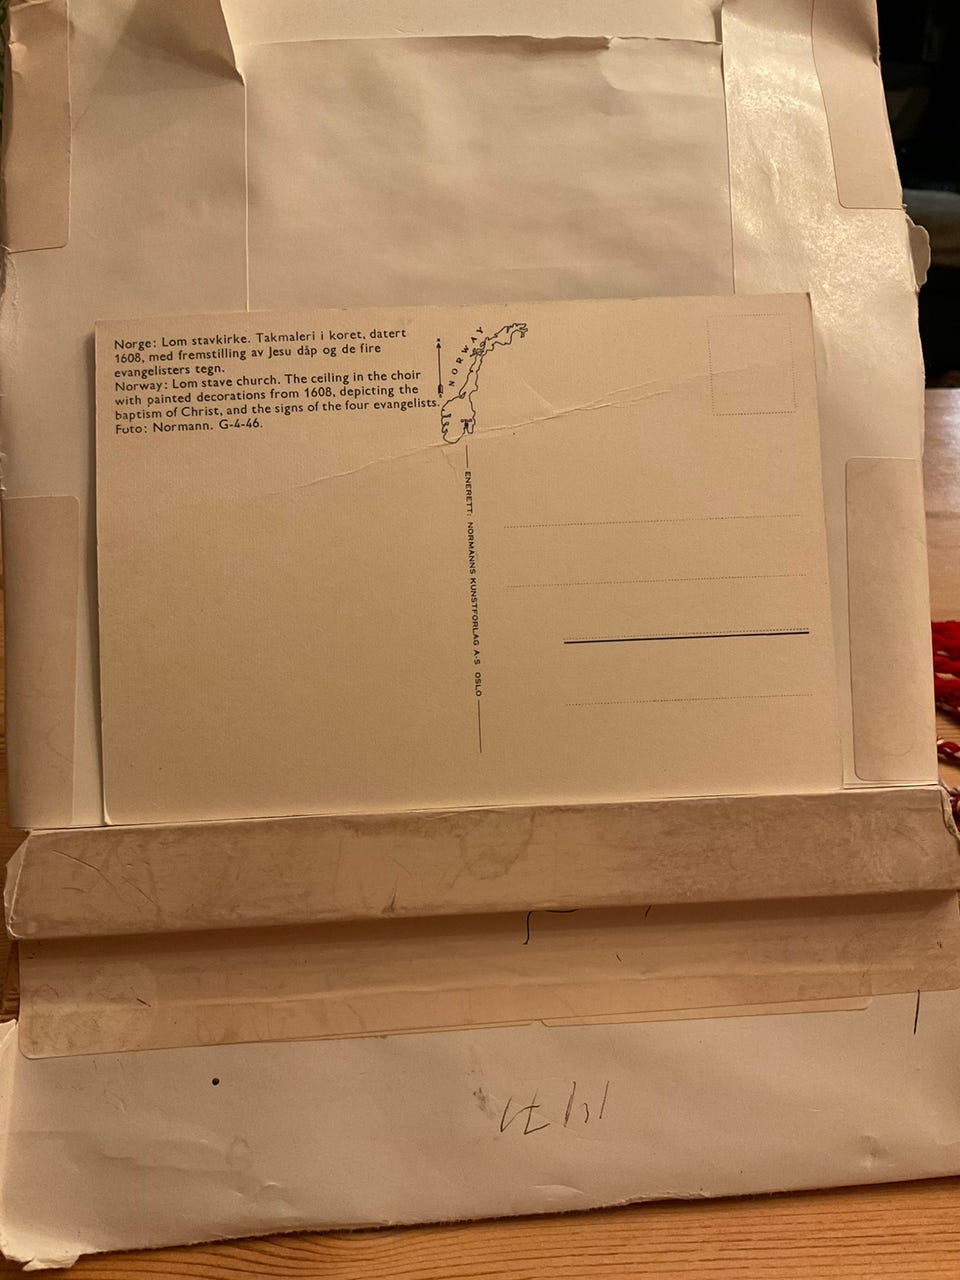 Norge: Lom stavkirke. Takmaleri i koret, datert
1608, med fremstilling av Jesu dåp og de fire
evangelisters tegn.
Norway: Lom stave church. The ceiling in the choir
with painted decorations from 1608, depicting the
baptism of Christ, and the signs of the four evangelists.
Foto: Normann. G-4-46.
NORWAY
ENERETT: NORMANNS KUNSTFORLAG A·S OSLO